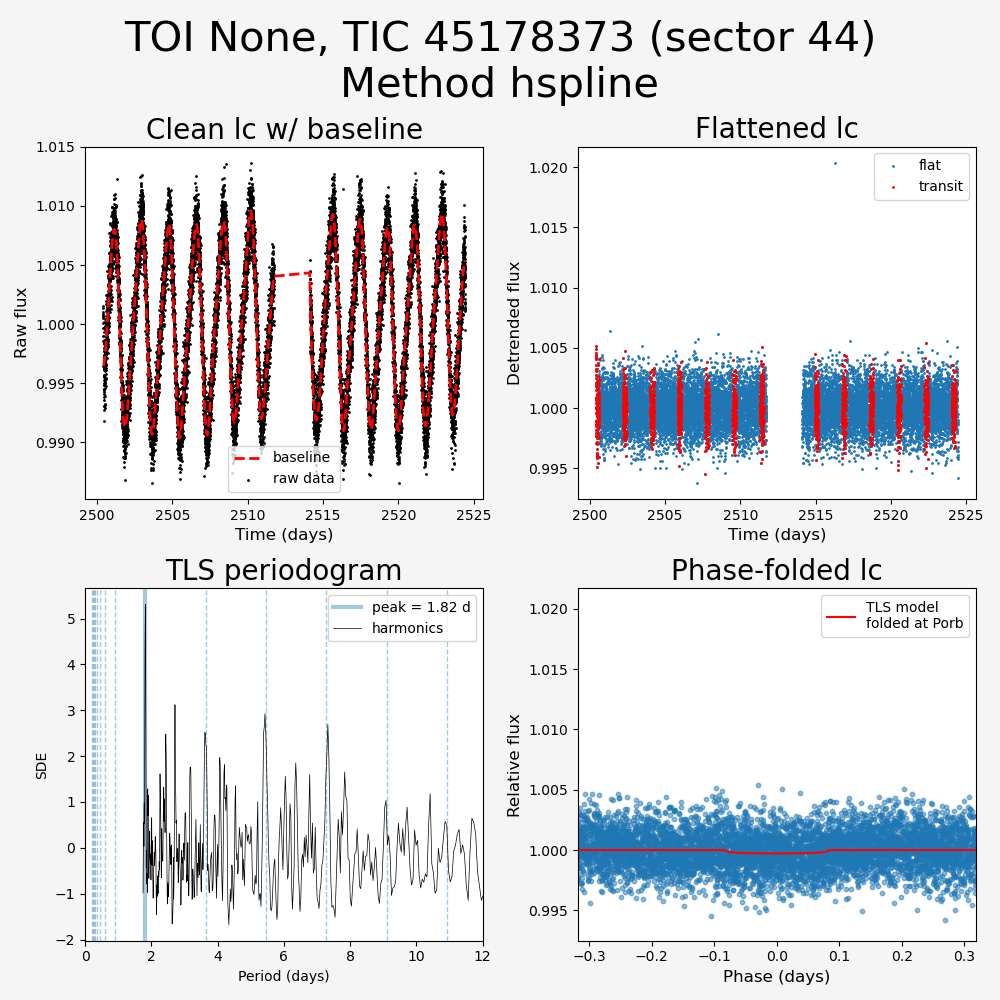 TOI None, TIC 45178373 (sector 44)
Method hspline
Clean lc w/ baseline
Raw flux
1.015
1.010
1.005
1.000
0.995
0.990
baseline
raw data
2500
2505
2510
2515
2520
2525
Time (days)
Flattened lc
Detrended flux
1.020
1.015
1.010
1.005
1.000
0.995
flat
transit
2500
2505
2510
2515
2520
2525
Time (days)
TLS periodogram
SDE
5
4
3
2
1
0
−1
−2
peak = 1.82 d
harmonics
0
2
4
6
8
10
12
Period (days)
Phase-folded lc
Relative flux
1.020
1.015
1.010
1.005
1.000
0.995
TLS model
folded at Porb
−0.3
−0.2
−0.1
0.0
0.1
0.2
0.3
Phase (days)